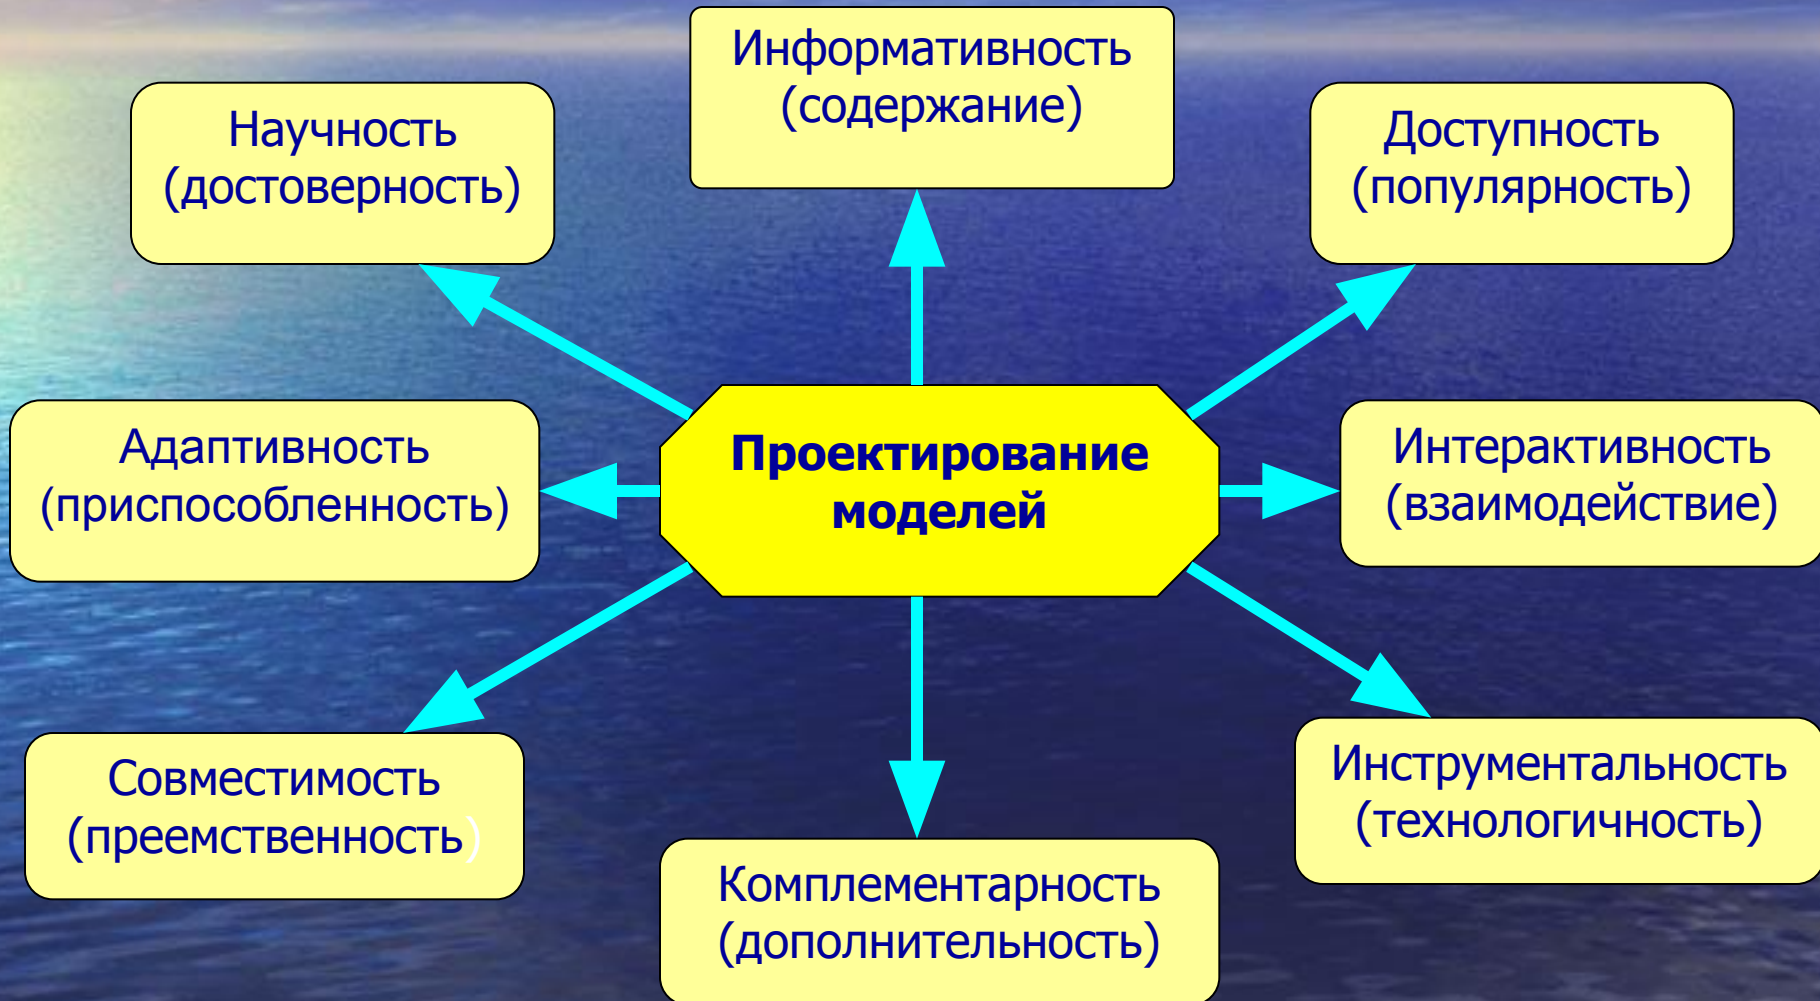 Информативность
(содержание)
Научность
(достоверность)
Доступность
(популярность)
Адаптивность
(приспособленность)
Проектирование
моделей
Интерактивность
(взаимодействие)
Совместимость
(преемственность)
Инструментальность
(технологичность)
Комплементарность
(дополнительность)